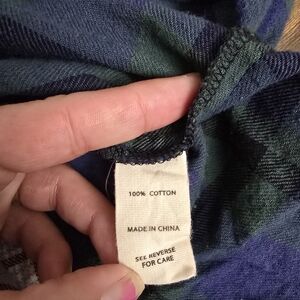 100% COTTON
MADE IN CHINA
SEE REVERSE
FOR CARE